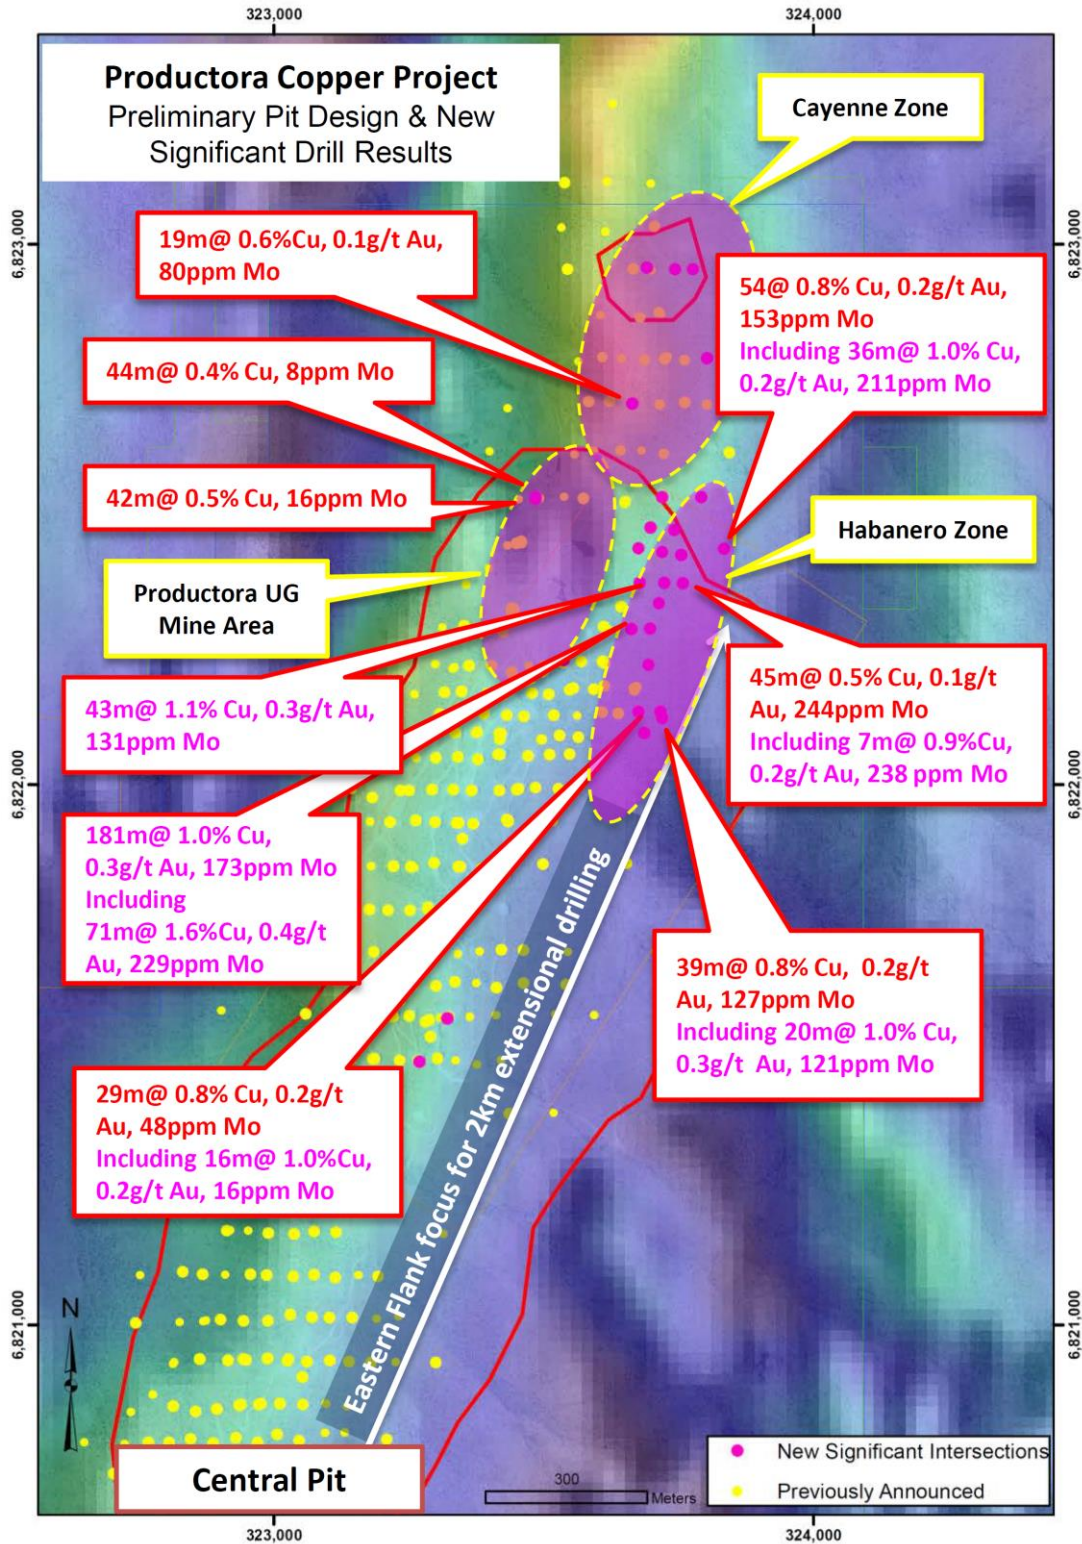 323,000
324,000
Productora Copper Project
Preliminary Pit Design & New
Significant Drill Results
Cayenne Zone
6,823,000
6,823,000
19m@ 0.6%Cu, 0.1g/t Au,
80ppm Mo
54@ 0.8% Cu, 0.2g/t Au,
153ppm Mo
Including 36m@ 1.0% Cu,
0.2g/t Au, 211ppm Mo
44m@ 0.4% Cu, 8ppm Mo
42m@ 0.5% Cu, 16ppm Mo
Habanero Zone
Productora UG
Mine Area
43m@ 1.1% Cu, 0.3g/t Au,
131ppm Mo
45m@ 0.5% Cu, 0.1g/t
Au, 244ppm Mo
Including 7m@ 0.9%Cu,
0.2g/t Au, 238 ppm Mo
6,822,000
6,822,000
181m@ 1.0% Cu,
0.3g/t Au, 173ppm Mo
Including
71m@ 1.6%Cu, 0.4g/t
Au, 229ppm Mo
39m@ 0.8% Cu, 0.2g/t
Au, 127ppm Mo
Including 20m@ 1.0% Cu,
0.3g/t Au, 121ppm Mo
Eastern Flank focus for 2km extensional drilling
29m@ 0.8% Cu, 0.2g/t
Au, 48ppm Mo
Including 16m@ 1.0%Cu,
0.2g/t Au, 16ppm Mo
N
6,821,000
6,821,000
Central Pit
300
Meters
New Significant Intersections
Previously Announced
323,000
324,000